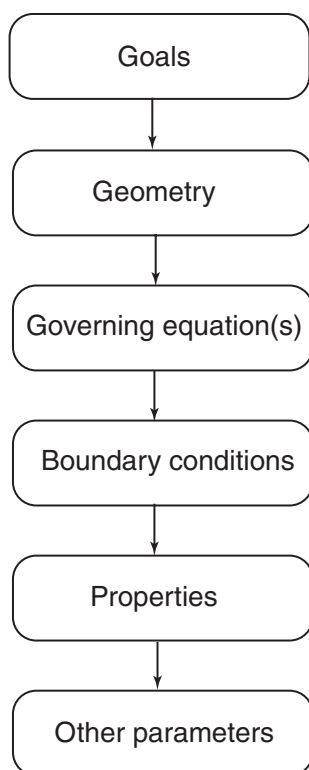 Goals
Geometry
Governing equation(s)
Boundary conditions
Properties
Other parameters